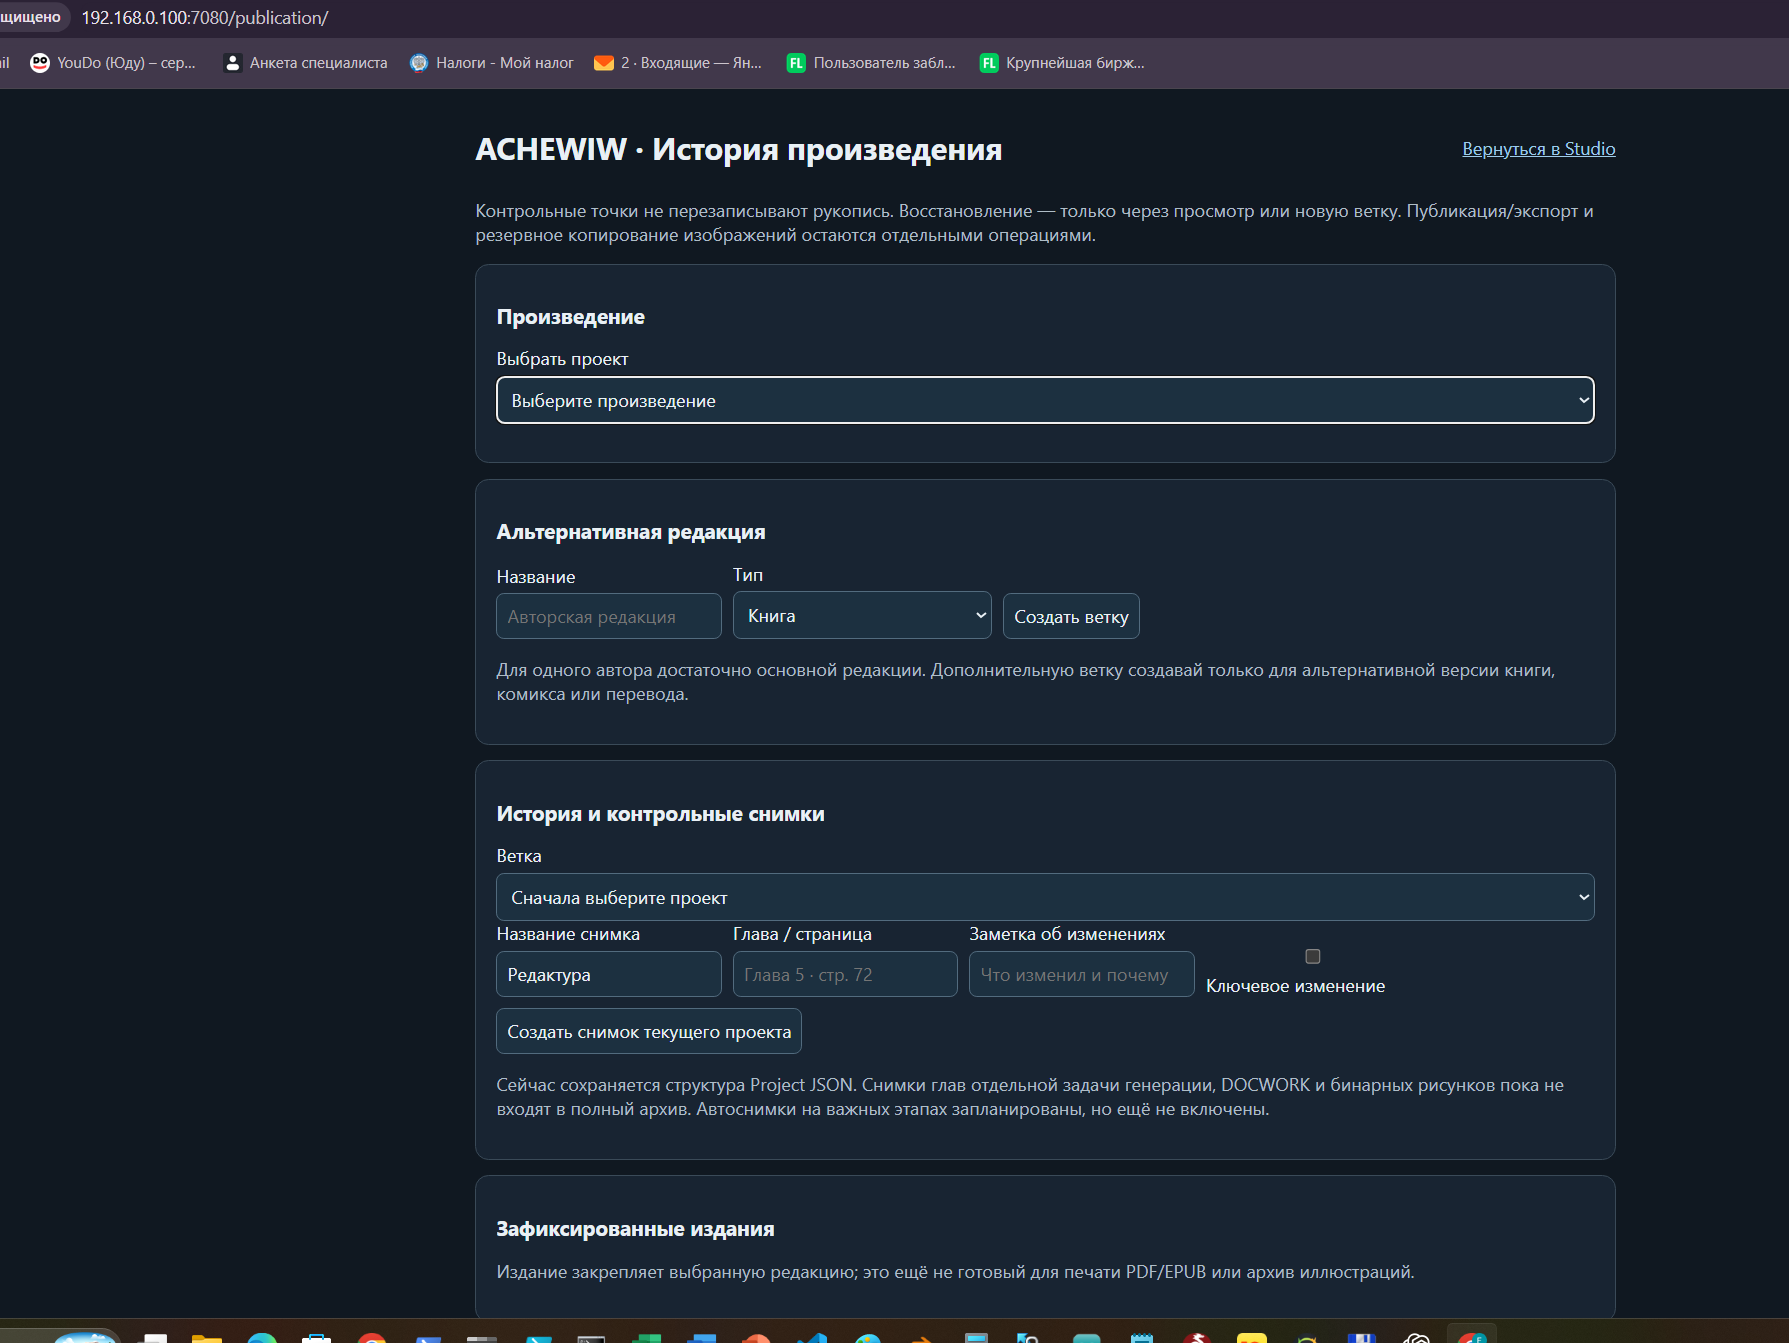 щищено 192.168.0.100:7080/publication/
il YouDo (Юду) – сер... Анкета специалиста Налоги - Мой налог 2 · Входящие — Ян... FL Пользователь забл... FL Крупнейшая бирж...
ACHEWIW · История произведения
Вернуться в Studio
Контрольные точки не перезаписывают рукопись. Восстановление — только через просмотр или новую ветку. Публикация/экспорт и
резервное копирование изображений остаются отдельными операциями.
Произведение
Выбрать проект
Выберите произведение
Альтернативная редакция
Название Тип
Авторская редакция Книга Создать ветку
Для одного автора достаточно основной редакции. Дополнительную ветку создавай только для альтернативной версии книги,
комикса или перевода.
История и контрольные снимки
Ветка
Сначала выберите проект
Название снимка Глава / страница Заметка об изменениях
Редактура Глава 5 · стр. 72 Что изменил и почему Ключевое изменение
Создать снимок текущего проекта
Сейчас сохраняется структура Project JSON. Снимки глав отдельной задачи генерации, DOCWORK и бинарных рисунков пока не
входят в полный архив. Автоснимки на важных этапах запланированы, но ещё не включены.
Зафиксированные издания
Издание закрепляет выбранную редакцию; это ещё не готовый для печати PDF/EPUB или архив иллюстраций.